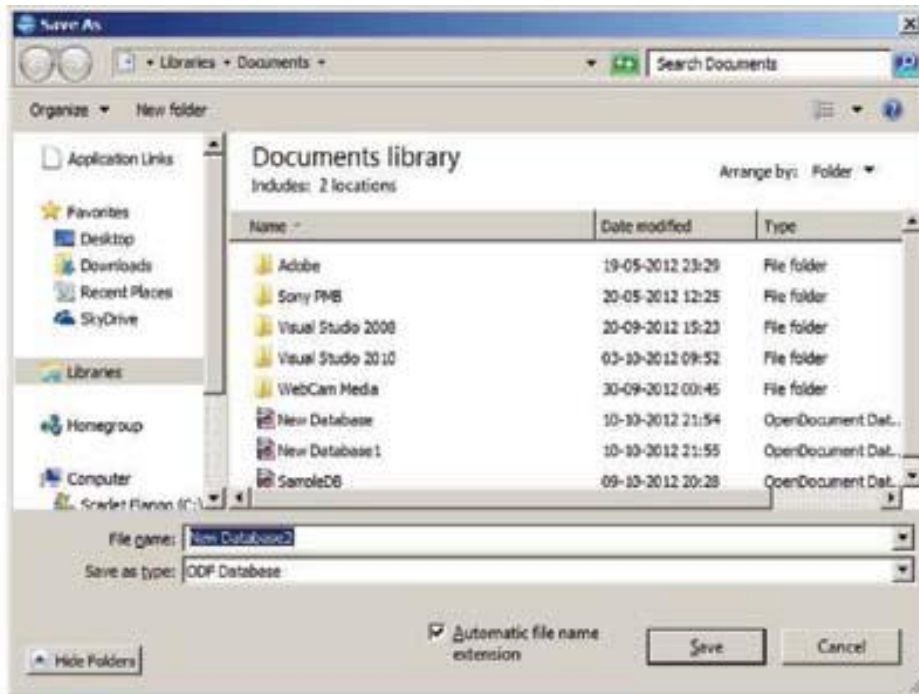 Save As
Libraries Documents
Search Documents
Organize New folder
Application Links
Favorites
Desktop
Downloads
Recent Places
SkyDrive
Libraries
Homegroup
Computer
Scarlet Flanon (C:)
Documents library
Includes: 2 locations
Arrange by: Folder
Name Date modified Type
Adobe 19-05-2012 23:29 File folder
Sony PMB 20-05-2012 12:25 File folder
Visual Studio 2008 20-09-2012 15:23 File folder
Visual Studio 2010 03-10-2012 09:52 File folder
WebCam Media 30-09-2012 00:45 File folder
New Database 10-10-2012 21:54 OpenDocument Dat...
New Database1 10-10-2012 21:55 OpenDocument Dat...
SampleDB 09-10-2012 20:28 OpenDocument Dat...
File name: New Database2
Save as type: ODF Database
Automatic file name
extension
Save
Cancel
Hide Folders